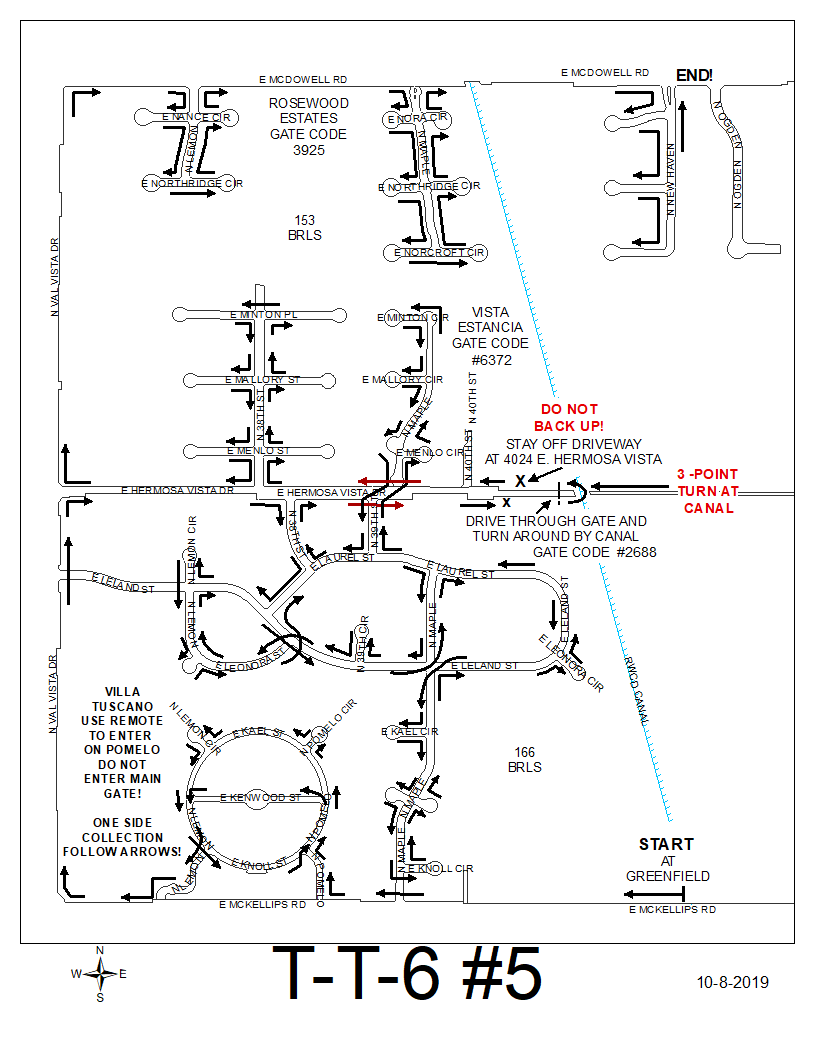 E MCDOWELL RD
E MCDOWELL RD
END!
ROSEWOOD
ESTATES
GATE CODE
3925
E NANCE CIR
N LEMON
E NORTHRIDGE CIR
E NORA CIR
N MAPLE
E NORTHRIDGE CIR
E NORCROFT CIR
N NEW HAVEN
N OGDEN
N OGDEN
153
BRLS
N VAL VISTA DR
E MINTON PL
E MALLORY ST
N 38TH ST
E MENLO ST
E MINTON CIR
E MALLORY CIR
N MAPLE
E MENLO CIR
VISTA
ESTANCIA
GATE CODE
#6372
N 40TH ST
N 40TH ST
DO NOT
BACK UP!
STAY OFF DRIVEWAY
AT 4024 E. HERMOSA VISTA
X
X
3 -POINT
TURN AT
CANAL
DRIVE THROUGH GATE AND
TURN AROUND BY CANAL
GATE CODE #2688
E HERMOSA VISTA DR
E HERMOSA VISTA DR
N 38TH ST
N 39TH ST
N LEMON CIR
E LAUREL ST
E LAUREL ST
E LELAND ST
N LEMON
E LEONORA ST
N 39TH CIR
N MAPLE
E LELAND ST
E LELAND ST
E LEONORA CIR
RWCD CANAL
N VAL VISTA DR
VILLA
TUSCANO
USE REMOTE
TO ENTER
ON POMELO
DO NOT
ENTER MAIN
GATE!
ONE SIDE
COLLECTION
FOLLOW ARROWS!
N LEMON CIR
E KAEL ST
N POMELO CIR
E KENWOOD ST
N LEMON
N POMELO
E KNOLL ST
N LEMON
N POMELO
E KAEL CIR
N MAPLE
N MAPLE
E KNOLL CIR
166
BRLS
START
AT
GREENFIELD
E MCKELLIPS RD
E MCKELLIPS RD
N
W
E
S
T-T-6 #5
10-8-2019